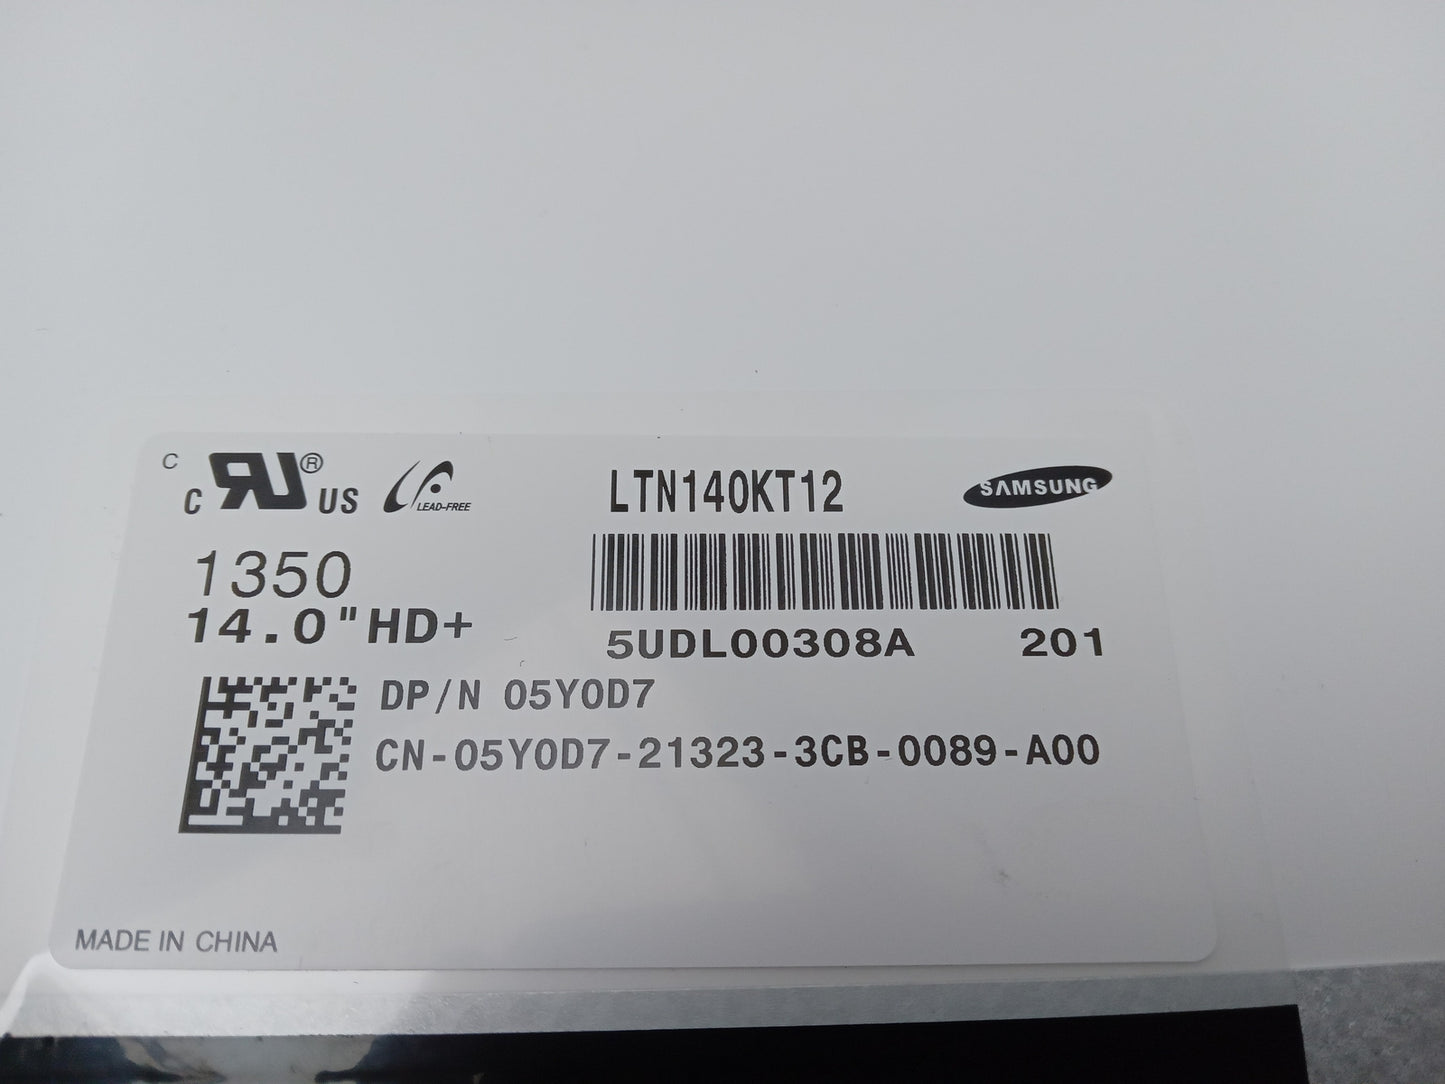 C
C RU® US
LEAD-FREE
LTN140KT12
SAMSUNG
1350
14.0"HD+
5UDL00308A 201
DP/N 05Y0D7
CN-05Y0D7-21323-3CB-0089-A00
MADE IN CHINA